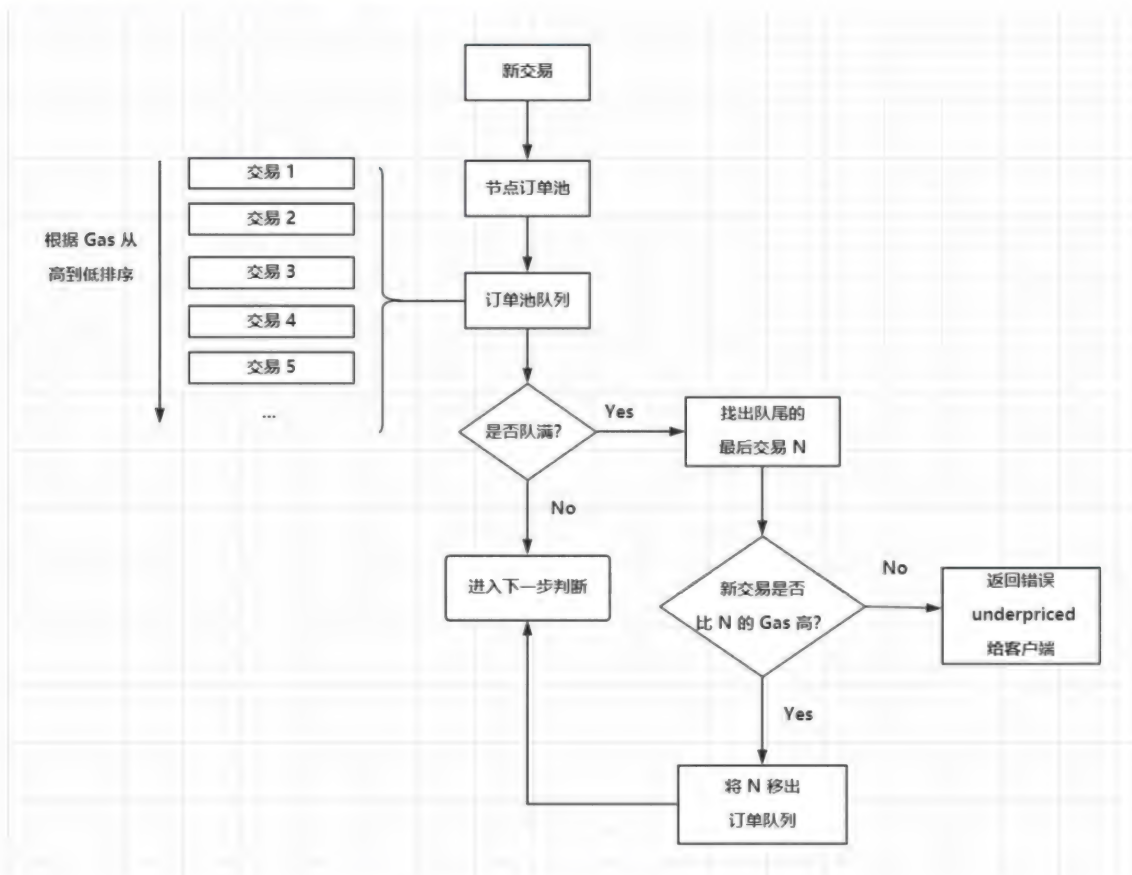 新交易
节点订单池
订单池队列
根据 Gas 从
高到低排序
交易 1
交易 2
交易 3
交易 4
交易 5
...
是否队满?
Yes
找出队尾的
最后交易 N
No
进入下一步判断
新交易是否
比 N 的 Gas 高?
No
返回错误
underpriced
给客户端
Yes
将 N 移出
订单队列